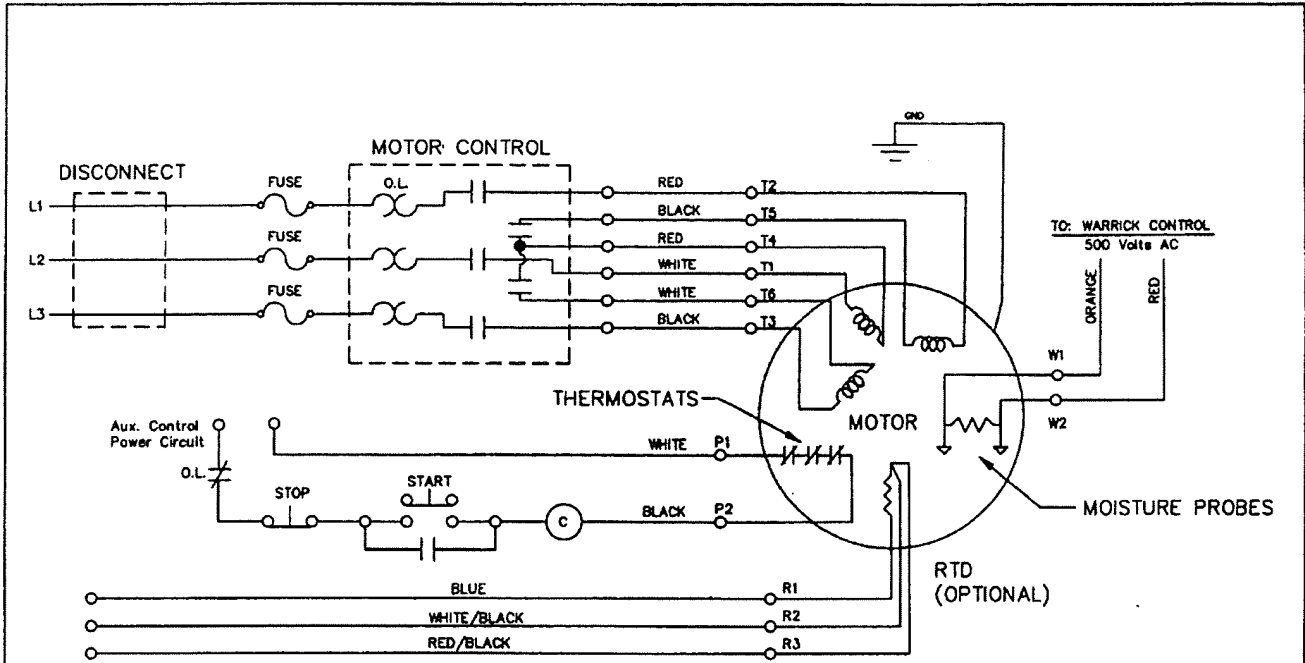 GND
MOTOR CONTROL
DISCONNECT
FUSE
O.L.
RED
T2
L1
BLACK
T5
TO: WARRICK CONTROL
500 Volts AC
FUSE
RED
T4
L2
WHITE
T1
ORANGE
RED
FUSE
WHITE
T6
L3
BLACK
T3
W1
THERMOSTATS
W2
MOTOR
Aux. Control
Power Circuit
WHITE
P1
O.L.
START
STOP
C
BLACK
P2
MOISTURE PROBES
RTD
(OPTIONAL)
BLUE
R1
WHITE/BLACK
R2
RED/BLACK
R3